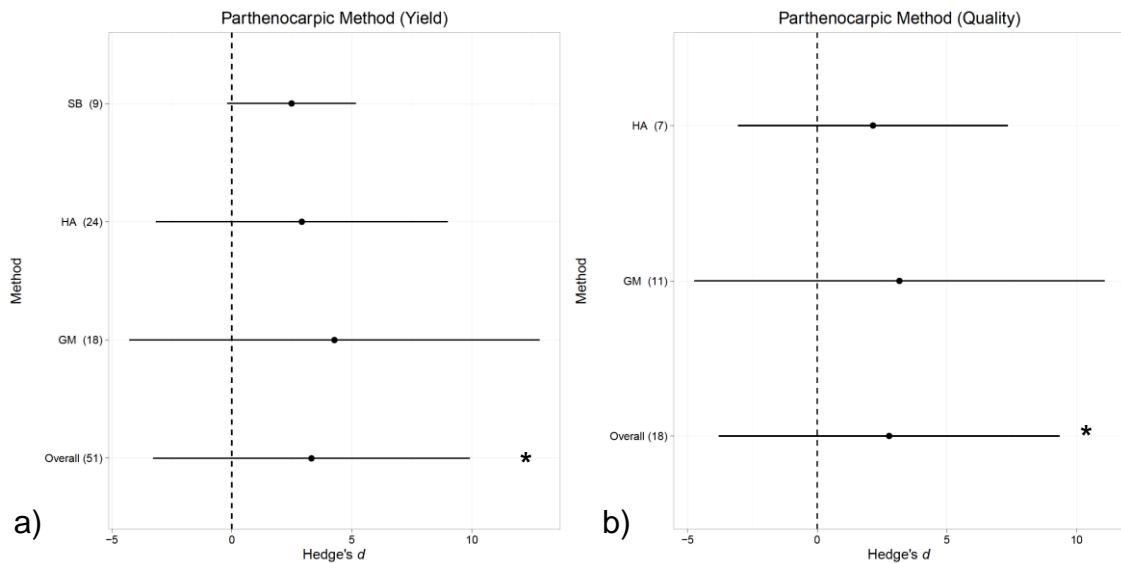 Parthenocarpic Method (Yield)
Method
SB (9)
HA (24)
GM (18)
Overall (51)
*
−5
0
5
10
Hedge's d
a)
Parthenocarpic Method (Quality)
Method
HA (7)
GM (11)
Overall (18)
*
−5
0
5
10
Hedge's d
b)